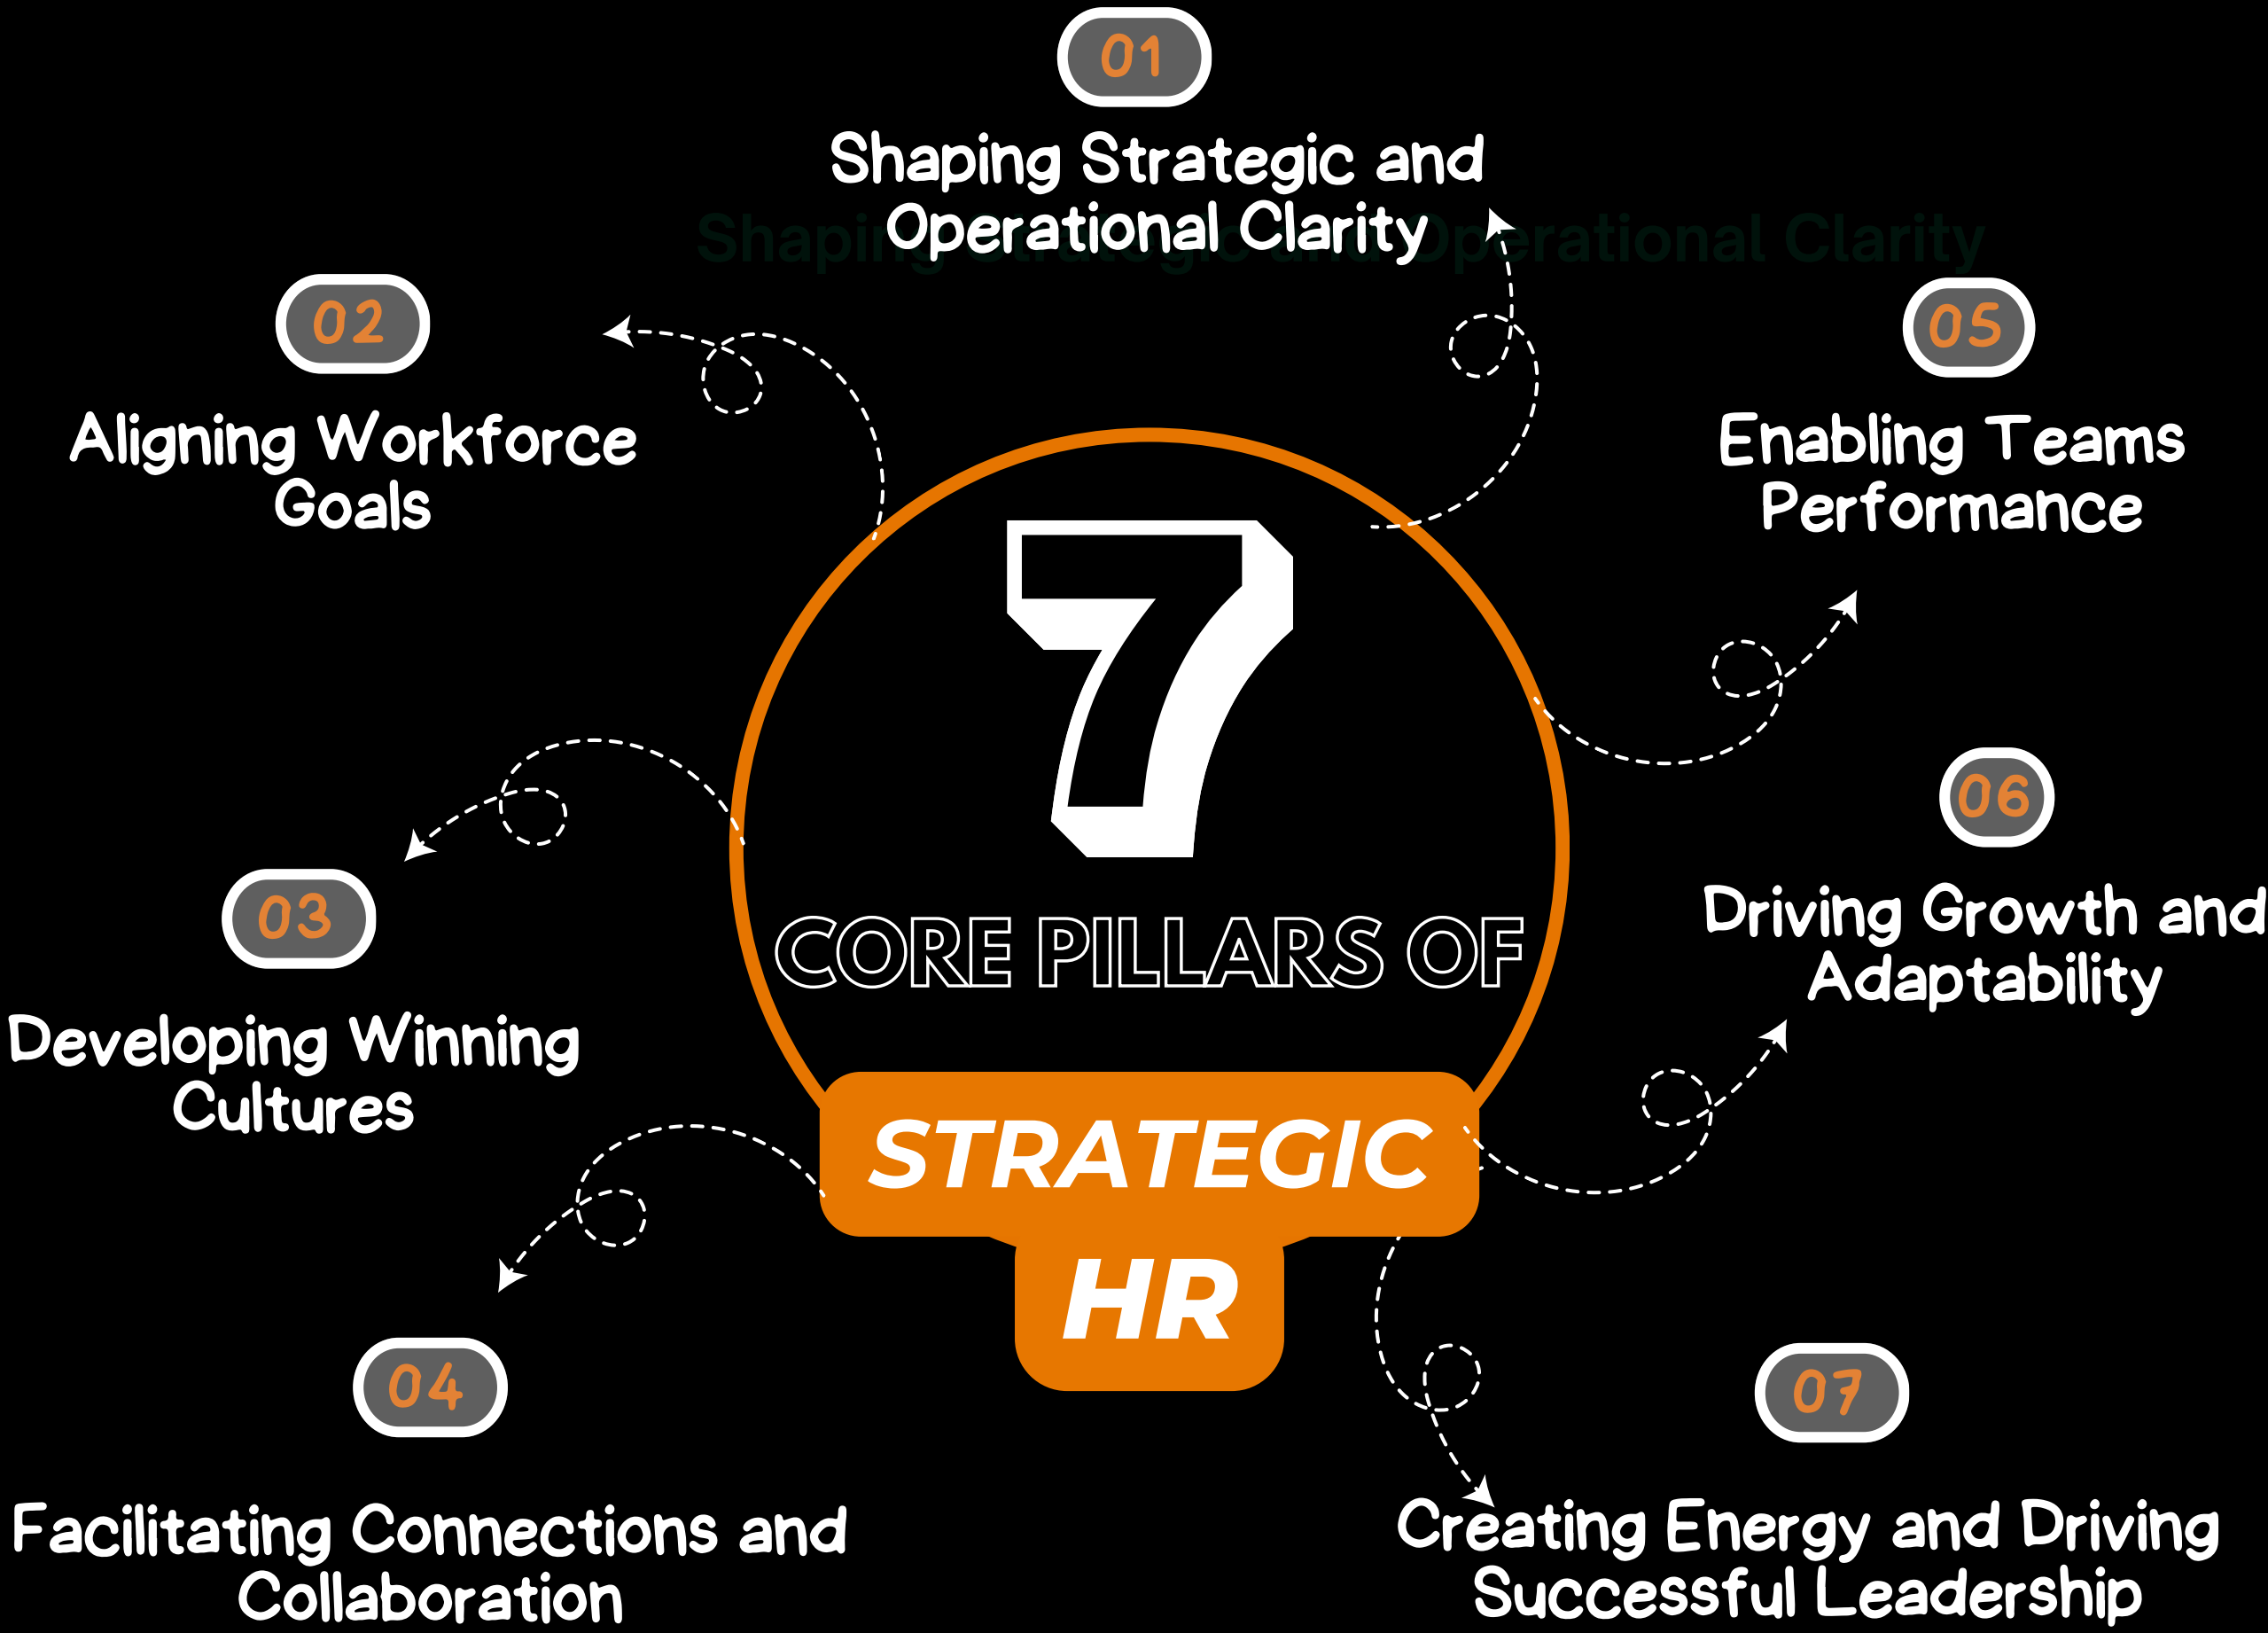 01
Shaping Strategic and
Operational Clarity
Shaping Strategic and Operational Clarity
02
Aligning Workforce
Goals
05
Enabling Teams
Performance
7
CORE PILLARS OF
STRATEGIC
HR
03
Developing Winning
Cultures
06
Driving Growth and
Adaptability
04
Facilitating Connections and
Collaboration
07
Creating Energy and Driving
Successful Leadership